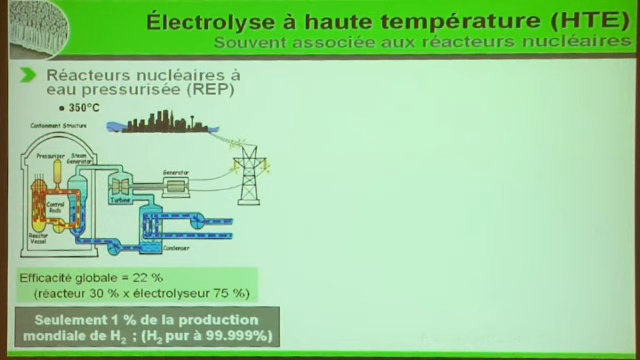 Électrolyse à haute température (HTE)
Souvent associée aux réacteurs nucléaires
Réacteurs nucléaires à
eau pressurisée (REP)
• 350°C
Containment Structure
Pressurizer
Steam
Generator
Generator
Control
Rods
Turbine
Reactor
Vessel
Condenser
Efficacité globale = 22 %
(réacteur 30 % x électrolyseur 75 %)
Seulement 1 % de la production
mondiale de H2 ; (H2 pur à 99.999%)